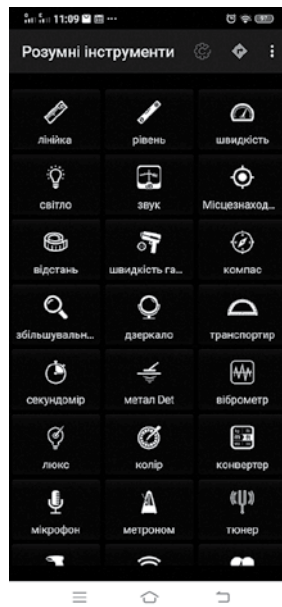 11:09
Розумні інструменти
лінійка
рівень
швидкість
світло
звук
Місцезнаход...
відстань
швидкість га...
компас
збільшувальн...
дзеркало
транспортир
секундомір
метал Det
віброметр
люкс
колір
конвертер
мікрофон
метроном
тюнер